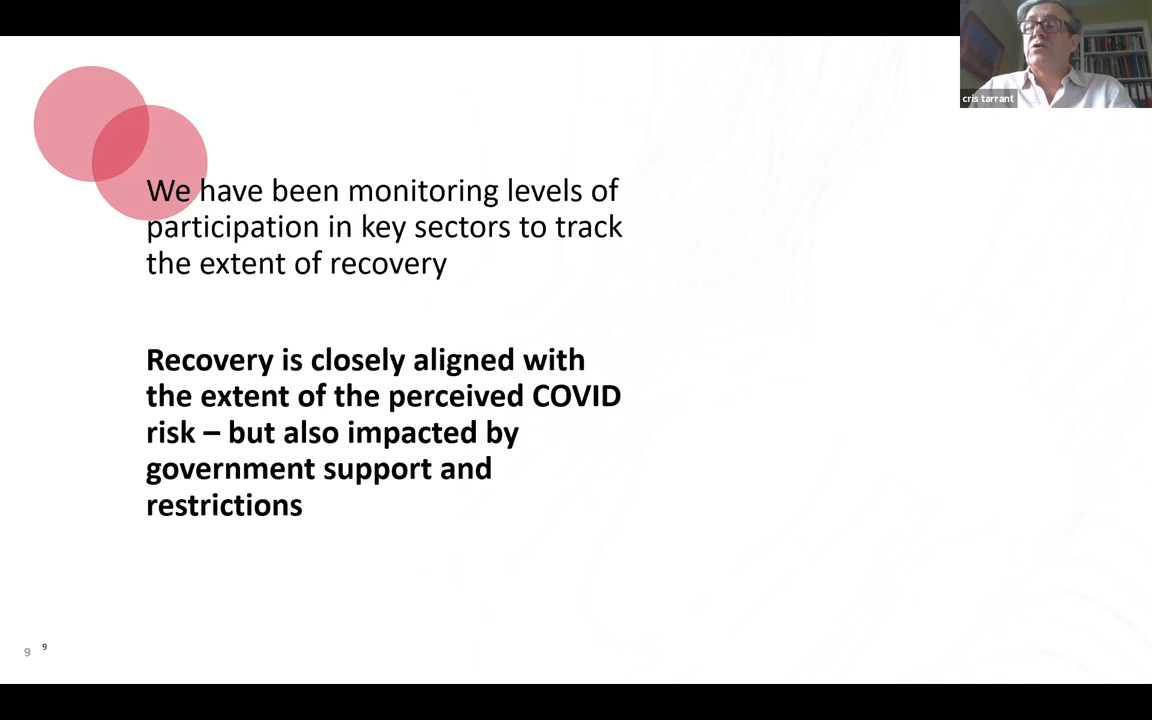 cris tarrant
We have been monitoring levels of
participation in key sectors to track
the extent of recovery
Recovery is closely aligned with
the extent of the perceived COVID
risk – but also impacted by
government support and
restrictions
9
9